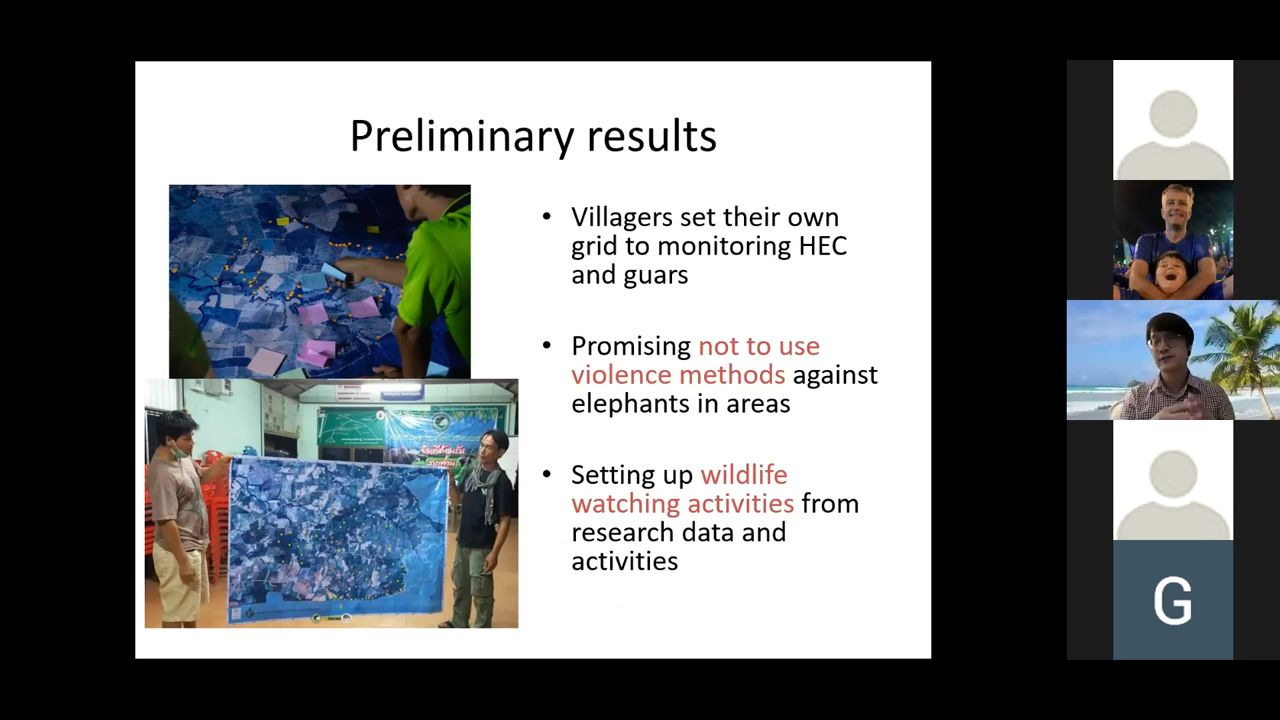 Preliminary results
• Villagers set their own
grid to monitoring HEC
and guars
• Promising not to use
violence methods against
elephants in areas
• Setting up wildlife
watching activities from
research data and
activities
G